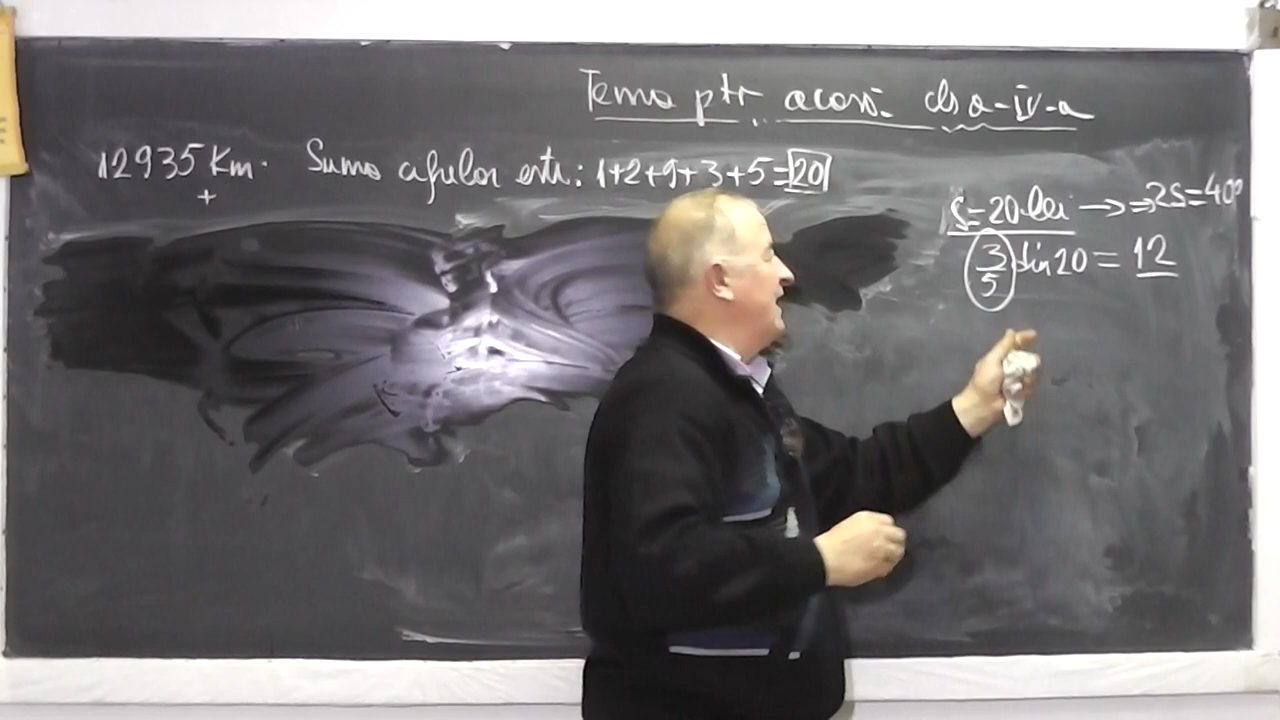 Tema ptr acasă cls a-IV-a
12935 Km. Suma cifrelor este: 1+2+9+3+5=20
+
S=20 lei → ⇒2S=40
3/5 din 20 = 12